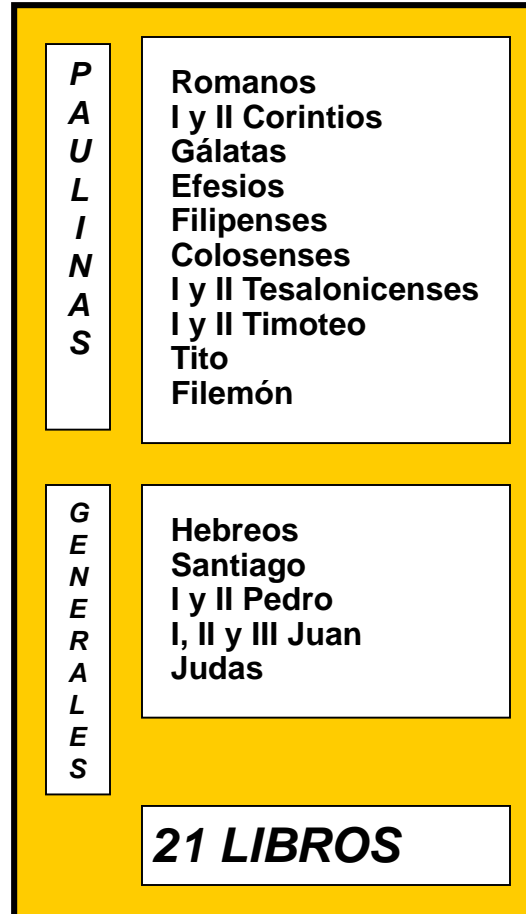 PAULINAS
Romanos
I y II Corintios
Gálatas
Efesios
Filipenses
Colosenses
I y II Tesalonicenses
I y II Timoteo
Tito
Filemón
GENERALES
Hebreos
Santiago
I y II Pedro
I, II y III Juan
Judas
21 LIBROS